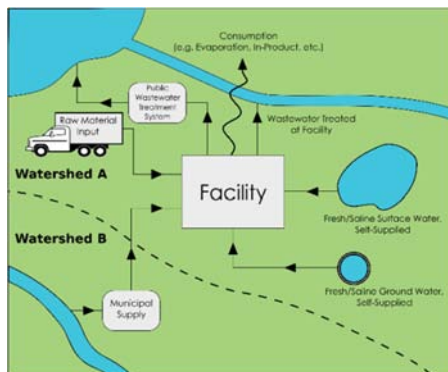 Consumption
(e.g. Evaporation, In-Product, etc.)
Public
Wastewater
Treatment
System
Raw Material
Input
Wastewater Treated
at Facility
Watershed A
Facility
Watershed B
Fresh/Saline Surface Water,
Self-Supplied
Municipal
Supply
Fresh/Saline Ground Water,
Self-Supplied